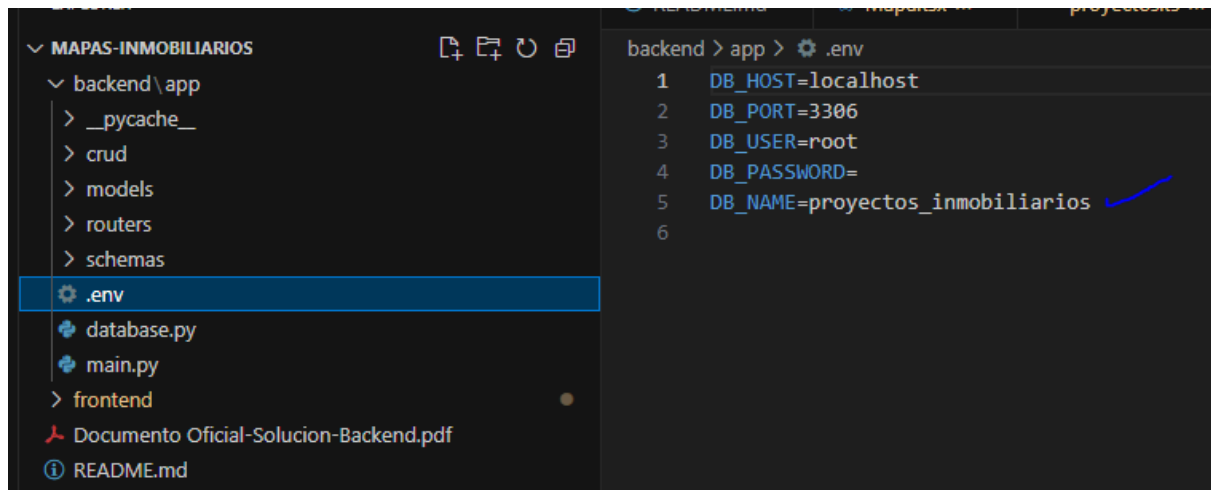 MAPAS-INMOBILIARIOS
backend\app
__pycache__
crud
models
routers
schemas
.env
database.py
main.py
frontend
Documento Oficial-Solucion-Backend.pdf
README.md
backend > app > .env
1 DB_HOST=localhost
2 DB_PORT=3306
3 DB_USER=root
4 DB_PASSWORD=
5 DB_NAME=proyectos_inmobiliarios
6